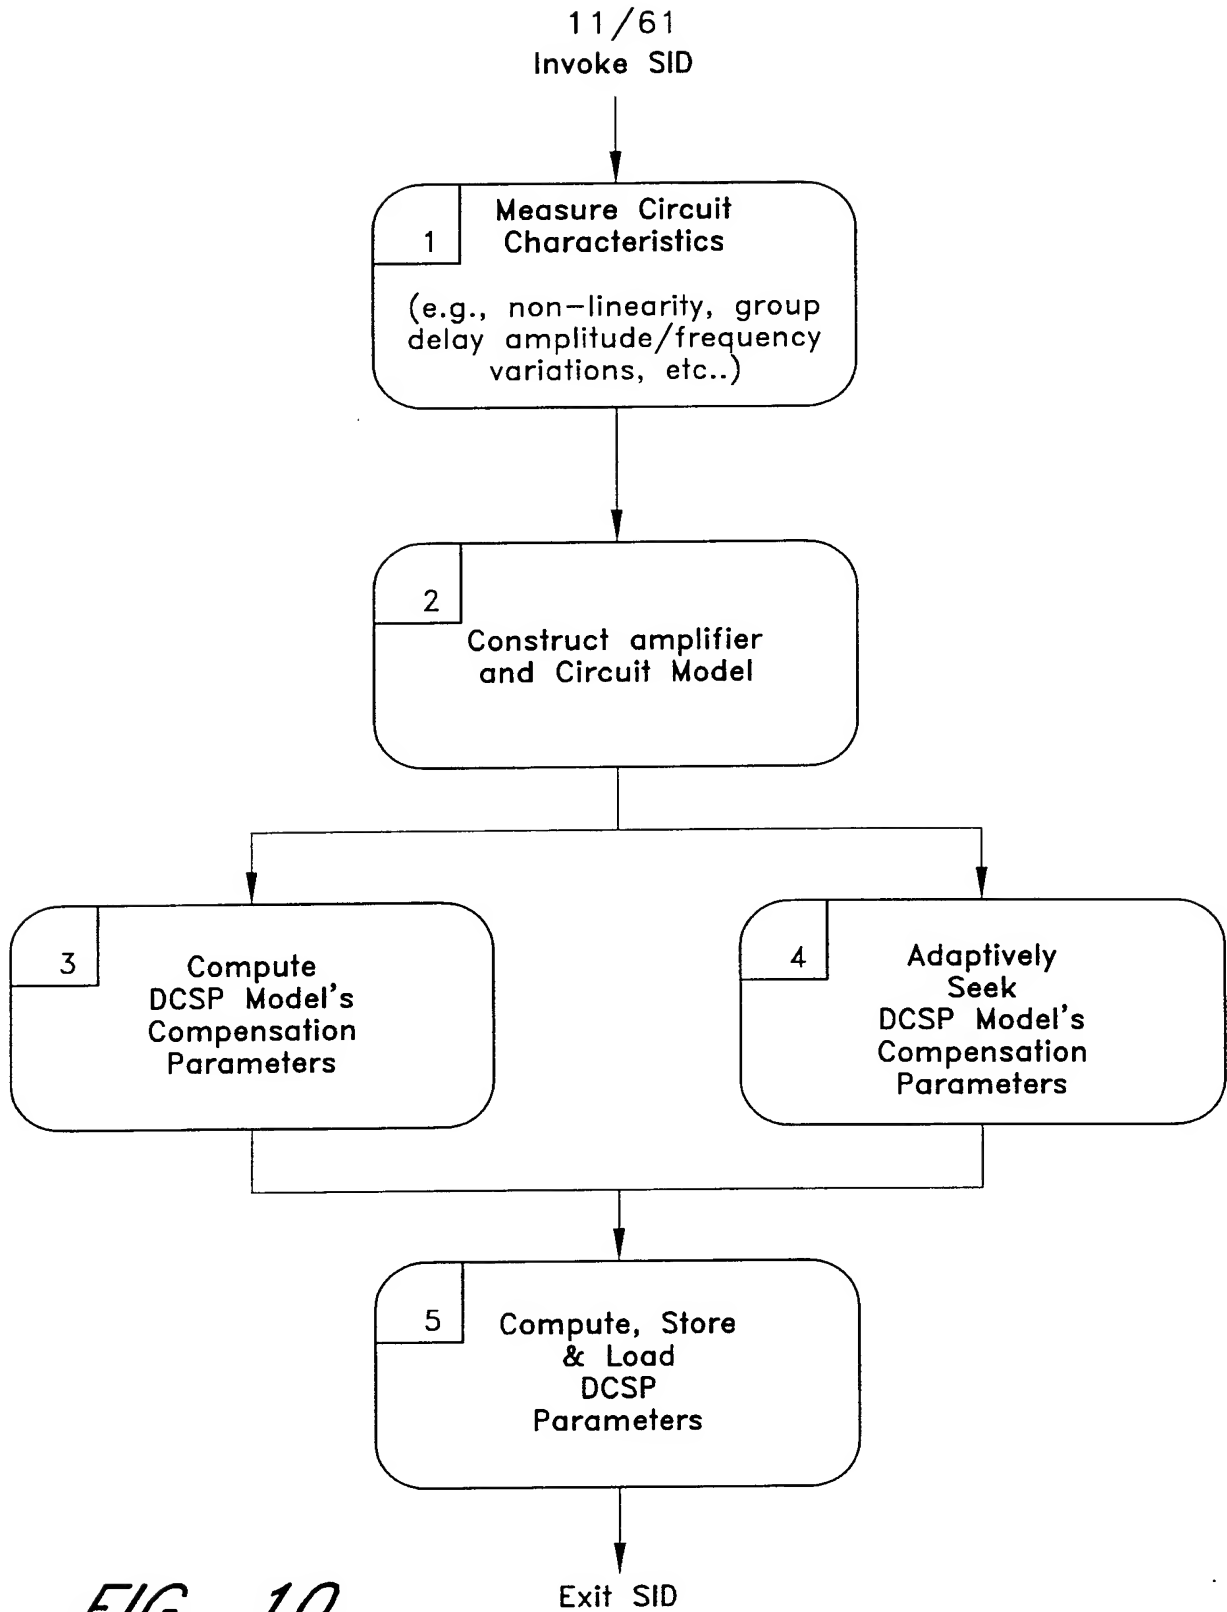 11/61
Invoke SID
1
Measure Circuit
Characteristics
(e.g., non-linearity, group
delay amplitude/frequency
variations, etc..)
2
Construct amplifier
and Circuit Model
3
Compute
DCSP Model's
Compensation
Parameters
4
Adaptively
Seek
DCSP Model's
Compensation
Parameters
5
Compute, Store
& Load
DCSP
Parameters
Exit SID
FIG. 10